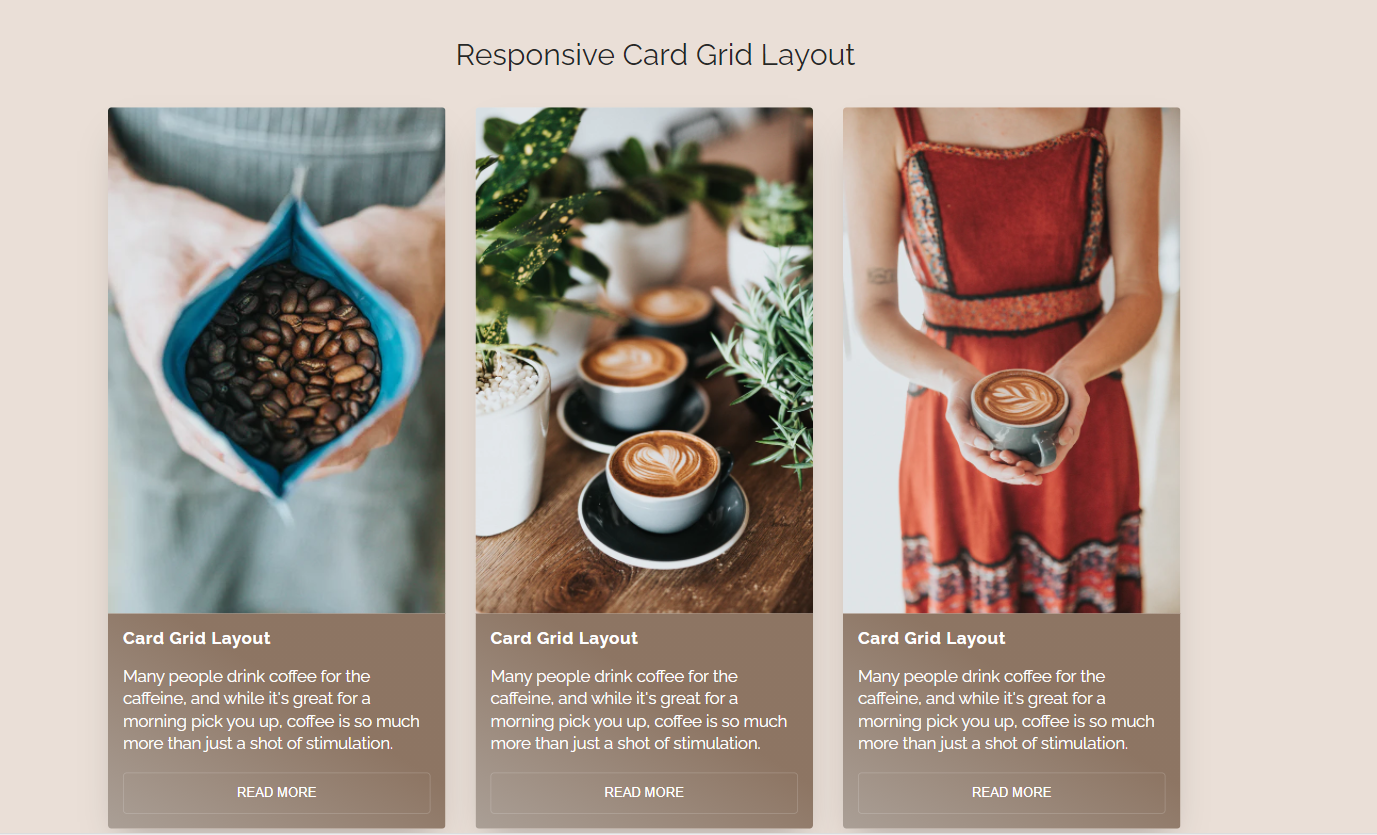 Responsive Card Grid Layout
Card Grid Layout
Many people drink coffee for the
caffeine, and while it's great for a
morning pick you up, coffee is so much
more than just a shot of stimulation.
READ MORE
Card Grid Layout
Many people drink coffee for the
caffeine, and while it's great for a
morning pick you up, coffee is so much
more than just a shot of stimulation.
READ MORE
Card Grid Layout
Many people drink coffee for the
caffeine, and while it's great for a
morning pick you up, coffee is so much
more than just a shot of stimulation.
READ MORE